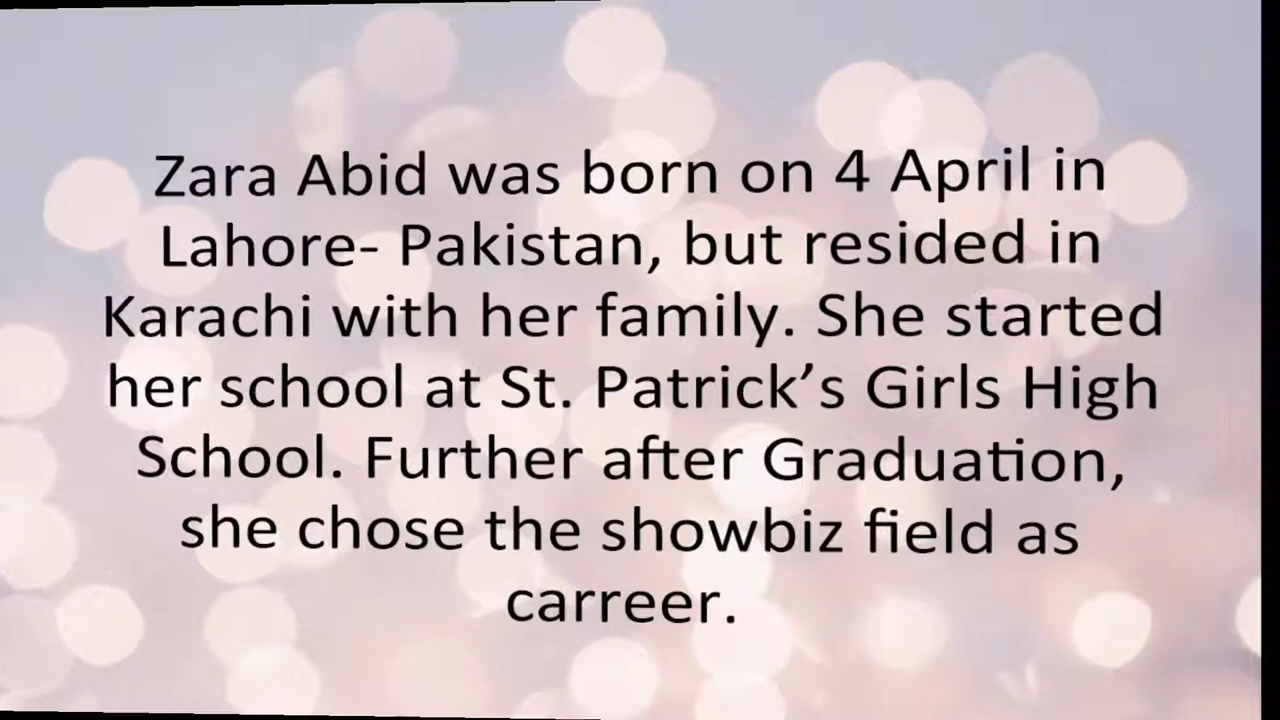 Zara Abid was born on 4 April in
Lahore- Pakistan, but resided in
Karachi with her family. She started
her school at St. Patrick’s Girls High
School. Further after Graduation,
she chose the showbiz field as
carreer.